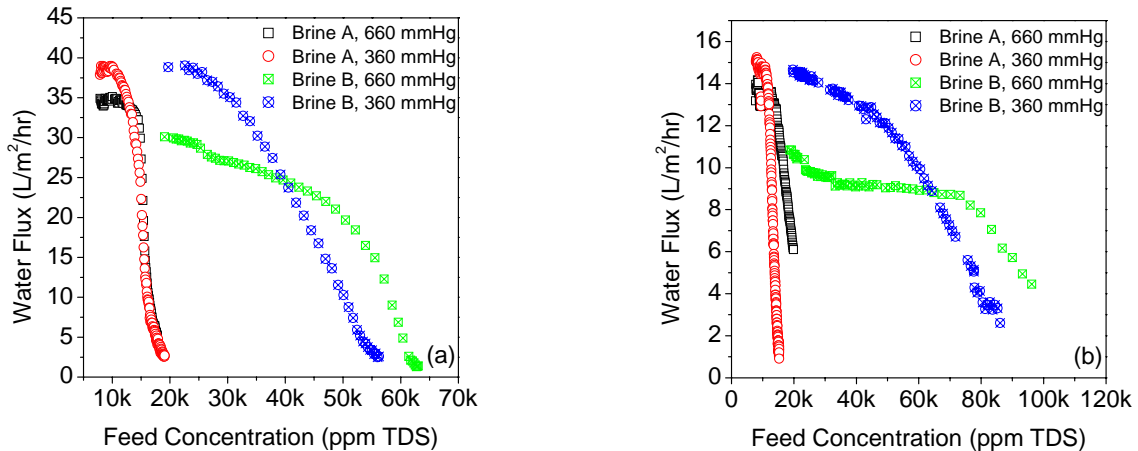 45
40
35
30
25
20
15
10
5
0
Water Flux (L/m²/hr)
Brine A, 660 mmHg
Brine A, 360 mmHg
Brine B, 660 mmHg
Brine B, 360 mmHg
(a)
10k 20k 30k 40k 50k 60k 70k
Feed Concentration (ppm TDS)
16
14
12
10
8
6
4
2
0
Water Flux (L/m²/hr)
Brine A, 660 mmHg
Brine A, 360 mmHg
Brine B, 660 mmHg
Brine B, 360 mmHg
(b)
0 20k 40k 60k 80k 100k 120k
Feed Concentration (ppm TDS)